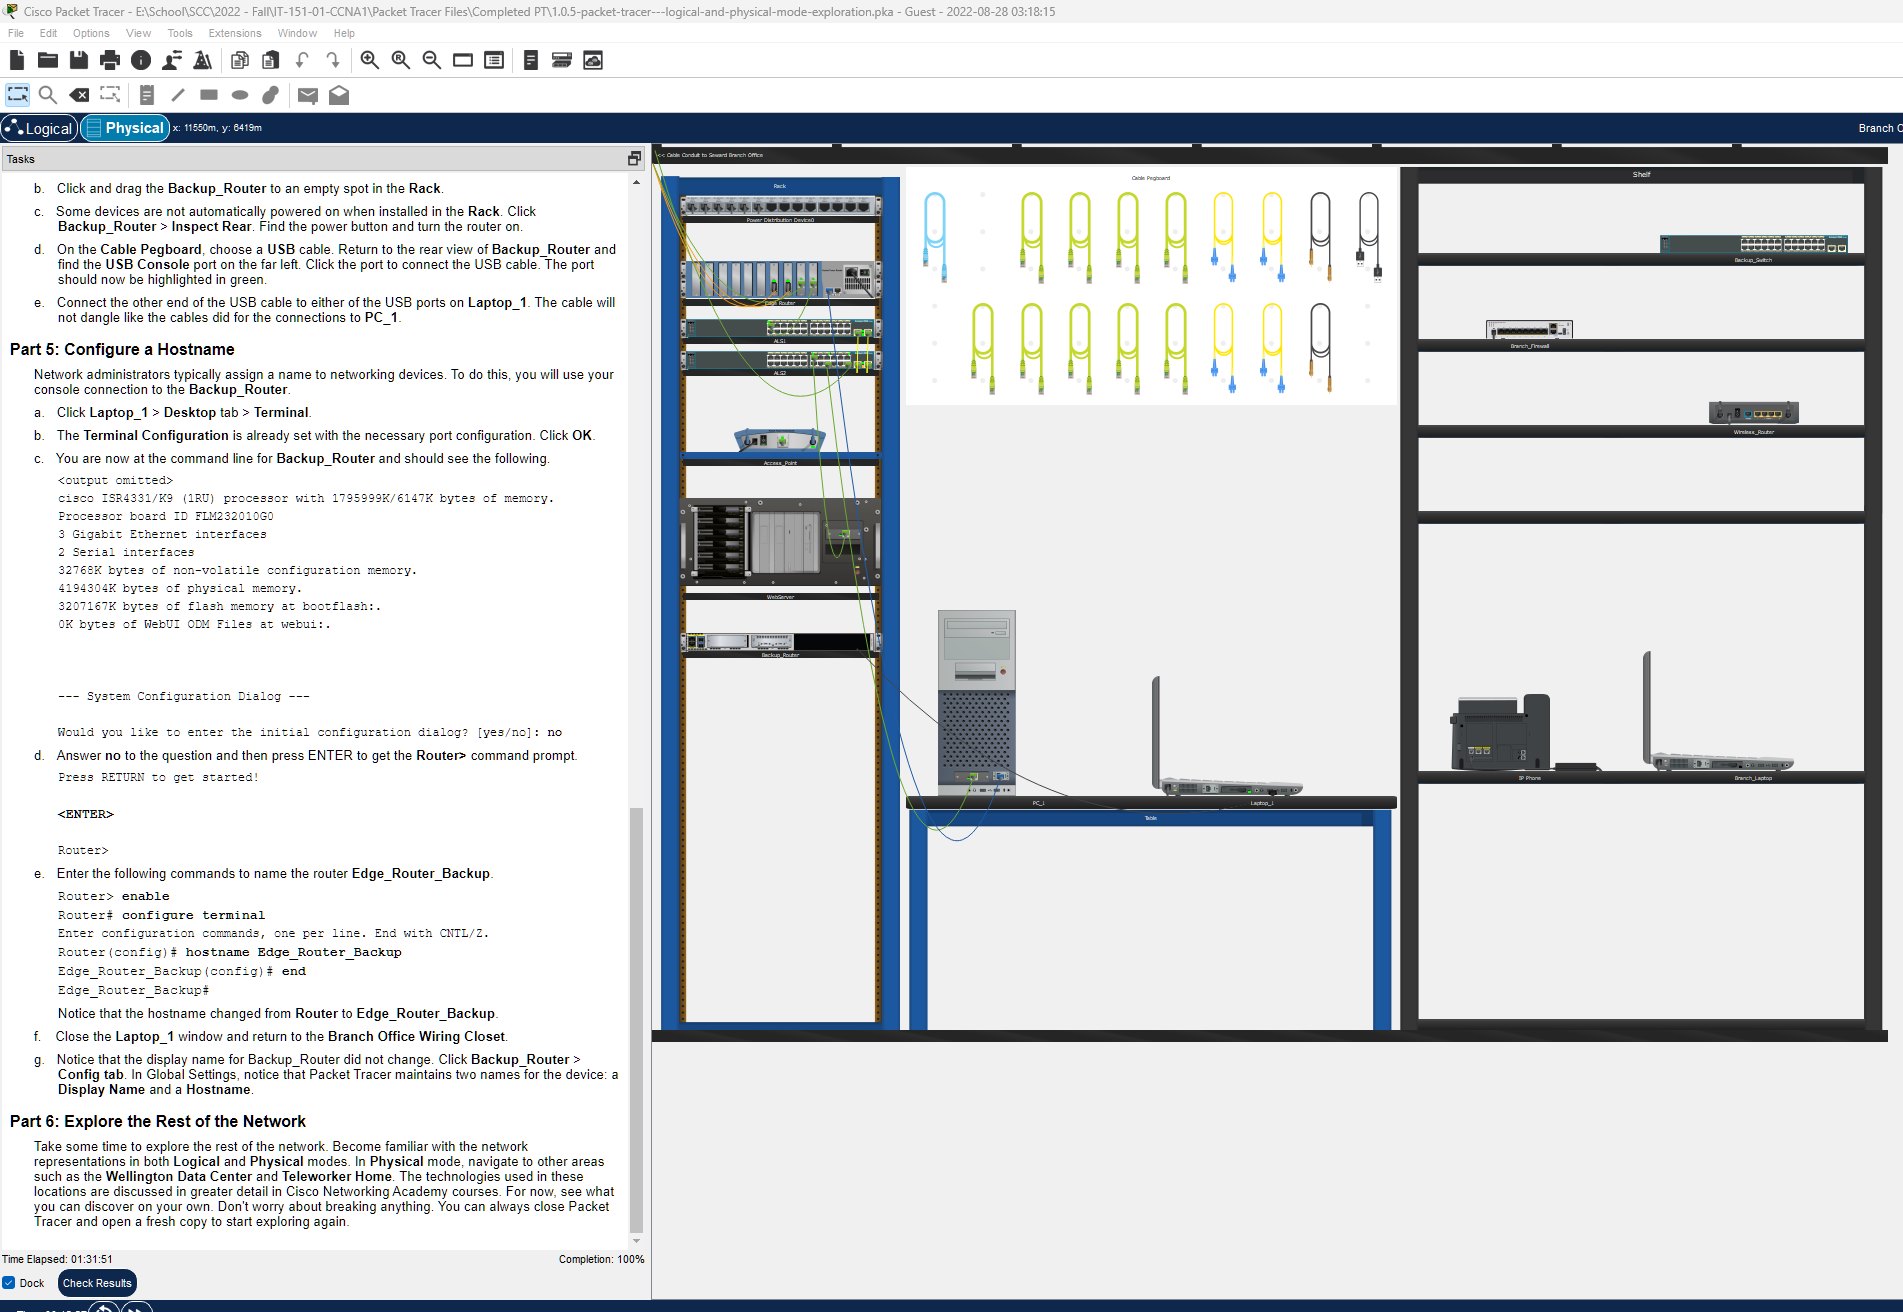 Cisco Packet Tracer - E:\School\SCC\2022 - Fall\IT-151-01-CCNA1\Packet Tracer Files\Completed PT\1.0.5-packet-tracer---logical-and-physical-mode-exploration.pka - Guest - 2022-08-28 03:18:15
File Edit Options View Tools Extensions Window Help
Logical Physical x: 11550m, y: 6419m Branch C
Tasks
b. Click and drag the Backup_Router to an empty spot in the Rack.
c. Some devices are not automatically powered on when installed in the Rack. Click
Backup_Router > Inspect Rear. Find the power button and turn the router on.
d. On the Cable Pegboard, choose a USB cable. Return to the rear view of Backup_Router and
find the USB Console port on the far left. Click the port to connect the USB cable. The port
should now be highlighted in green.
e. Connect the other end of the USB cable to either of the USB ports on Laptop_1. The cable will
not dangle like the cables did for the connections to PC_1.
Part 5: Configure a Hostname
Network administrators typically assign a name to networking devices. To do this, you will use your
console connection to the Backup_Router.
a. Click Laptop_1 > Desktop tab > Terminal.
b. The Terminal Configuration is already set with the necessary port configuration. Click OK.
c. You are now at the command line for Backup_Router and should see the following.
<output omitted>
cisco ISR4331/K9 (1RU) processor with 1795999K/6147K bytes of memory.
Processor board ID FLM232010G0
3 Gigabit Ethernet interfaces
2 Serial interfaces
32768K bytes of non-volatile configuration memory.
4194304K bytes of physical memory.
3207167K bytes of flash memory at bootflash:.
0K bytes of WebUI ODM Files at webui:.
--- System Configuration Dialog ---
Would you like to enter the initial configuration dialog? [yes/no]: no
d. Answer no to the question and then press ENTER to get the Router> command prompt.
Press RETURN to get started!
<ENTER>
Router>
e. Enter the following commands to name the router Edge_Router_Backup.
Router> enable
Router# configure terminal
Enter configuration commands, one per line. End with CNTL/Z.
Router(config)# hostname Edge_Router_Backup
Edge_Router_Backup(config)# end
Edge_Router_Backup#
Notice that the hostname changed from Router to Edge_Router_Backup.
f. Close the Laptop_1 window and return to the Branch Office Wiring Closet.
g. Notice that the display name for Backup_Router did not change. Click Backup_Router >
Config tab. In Global Settings, notice that Packet Tracer maintains two names for the device: a
Display Name and a Hostname.
Part 6: Explore the Rest of the Network
Take some time to explore the rest of the network. Become familiar with the network
representations in both Logical and Physical modes. In Physical mode, navigate to other areas
such as the Wellington Data Center and Teleworker Home. The technologies used in these
locations are discussed in greater detail in Cisco Networking Academy courses. For now, see what
you can discover on your own. Don't worry about breaking anything. You can always close Packet
Tracer and open a fresh copy to start exploring again.
Time Elapsed: 01:31:51 Completion: 100%
Dock Check Results
<< Cable Conduit to Seward Branch Office
Rack
Power Distribution Device0
Edge_Router
ALS1
ALS2
Access_Point
WebServer
Backup_Router
Cable Pegboard
PC_1
Laptop_1
Table
Shelf
Backup_Switch
Branch_Firewall
Wireless_Router
IP Phone
Branch_Laptop